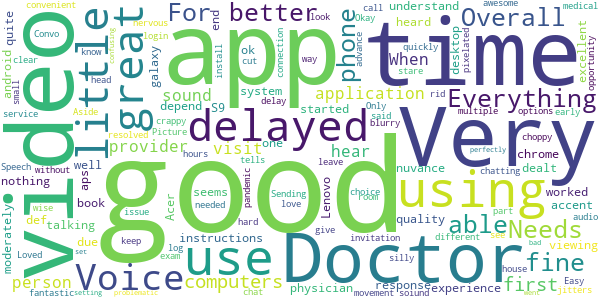 convenient
Convo
quite
android
clear
small
service
nervous
look
login
Okay
know
head
install
video
little
great
For
galaxy
end
better
ok
cut
way
phone
app
time
call
medical
understand
heard
quickly
pixelated
stare
Overall
When
desktop
awesome
advance
excellent
opportunity
connection
Aside
crappy
Picture
resolved
hours
Speech
without
sound
depend
S9
system
delay
started
application
Only
said
blurry
rid
Everything
multiple
options
early
choppy
chrome
perfectly
delayed
Very
provider
visit
one
hear
tells
leave
nuvance
chatting
dealt
nothing
wise
moderately
Loved
aps
well
book
def
talking
issue
keep
person
fantastic
setting
set
due
problematic
good
seems
needed
hard
Acer
exam
log
instructions
computers
chat
Voice
use
pandemic
Sending
love
give
Lenovo
choice
room
invitation
silly
Doctor
physician
movement
using
quality
able
response
different
bad
experience
soiund
accent
part
Needs
worked
audio
viewing
Easy
jitters
house
first
fine